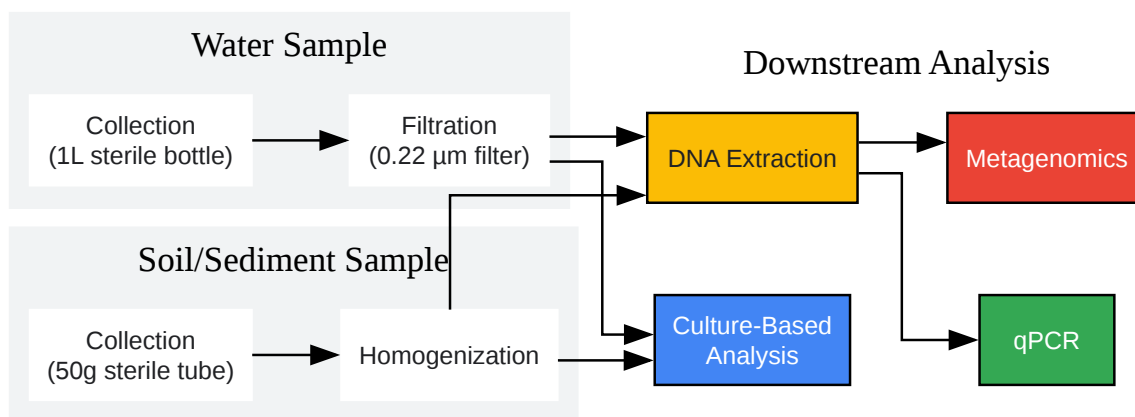 Water Sample
Collection
(1L sterile bottle)
Filtration
(0.22 µm filter)
Soil/Sediment Sample
Collection
(50g sterile tube)
Homogenization
Downstream Analysis
DNA Extraction
Metagenomics
Culture-Based
Analysis
qPCR